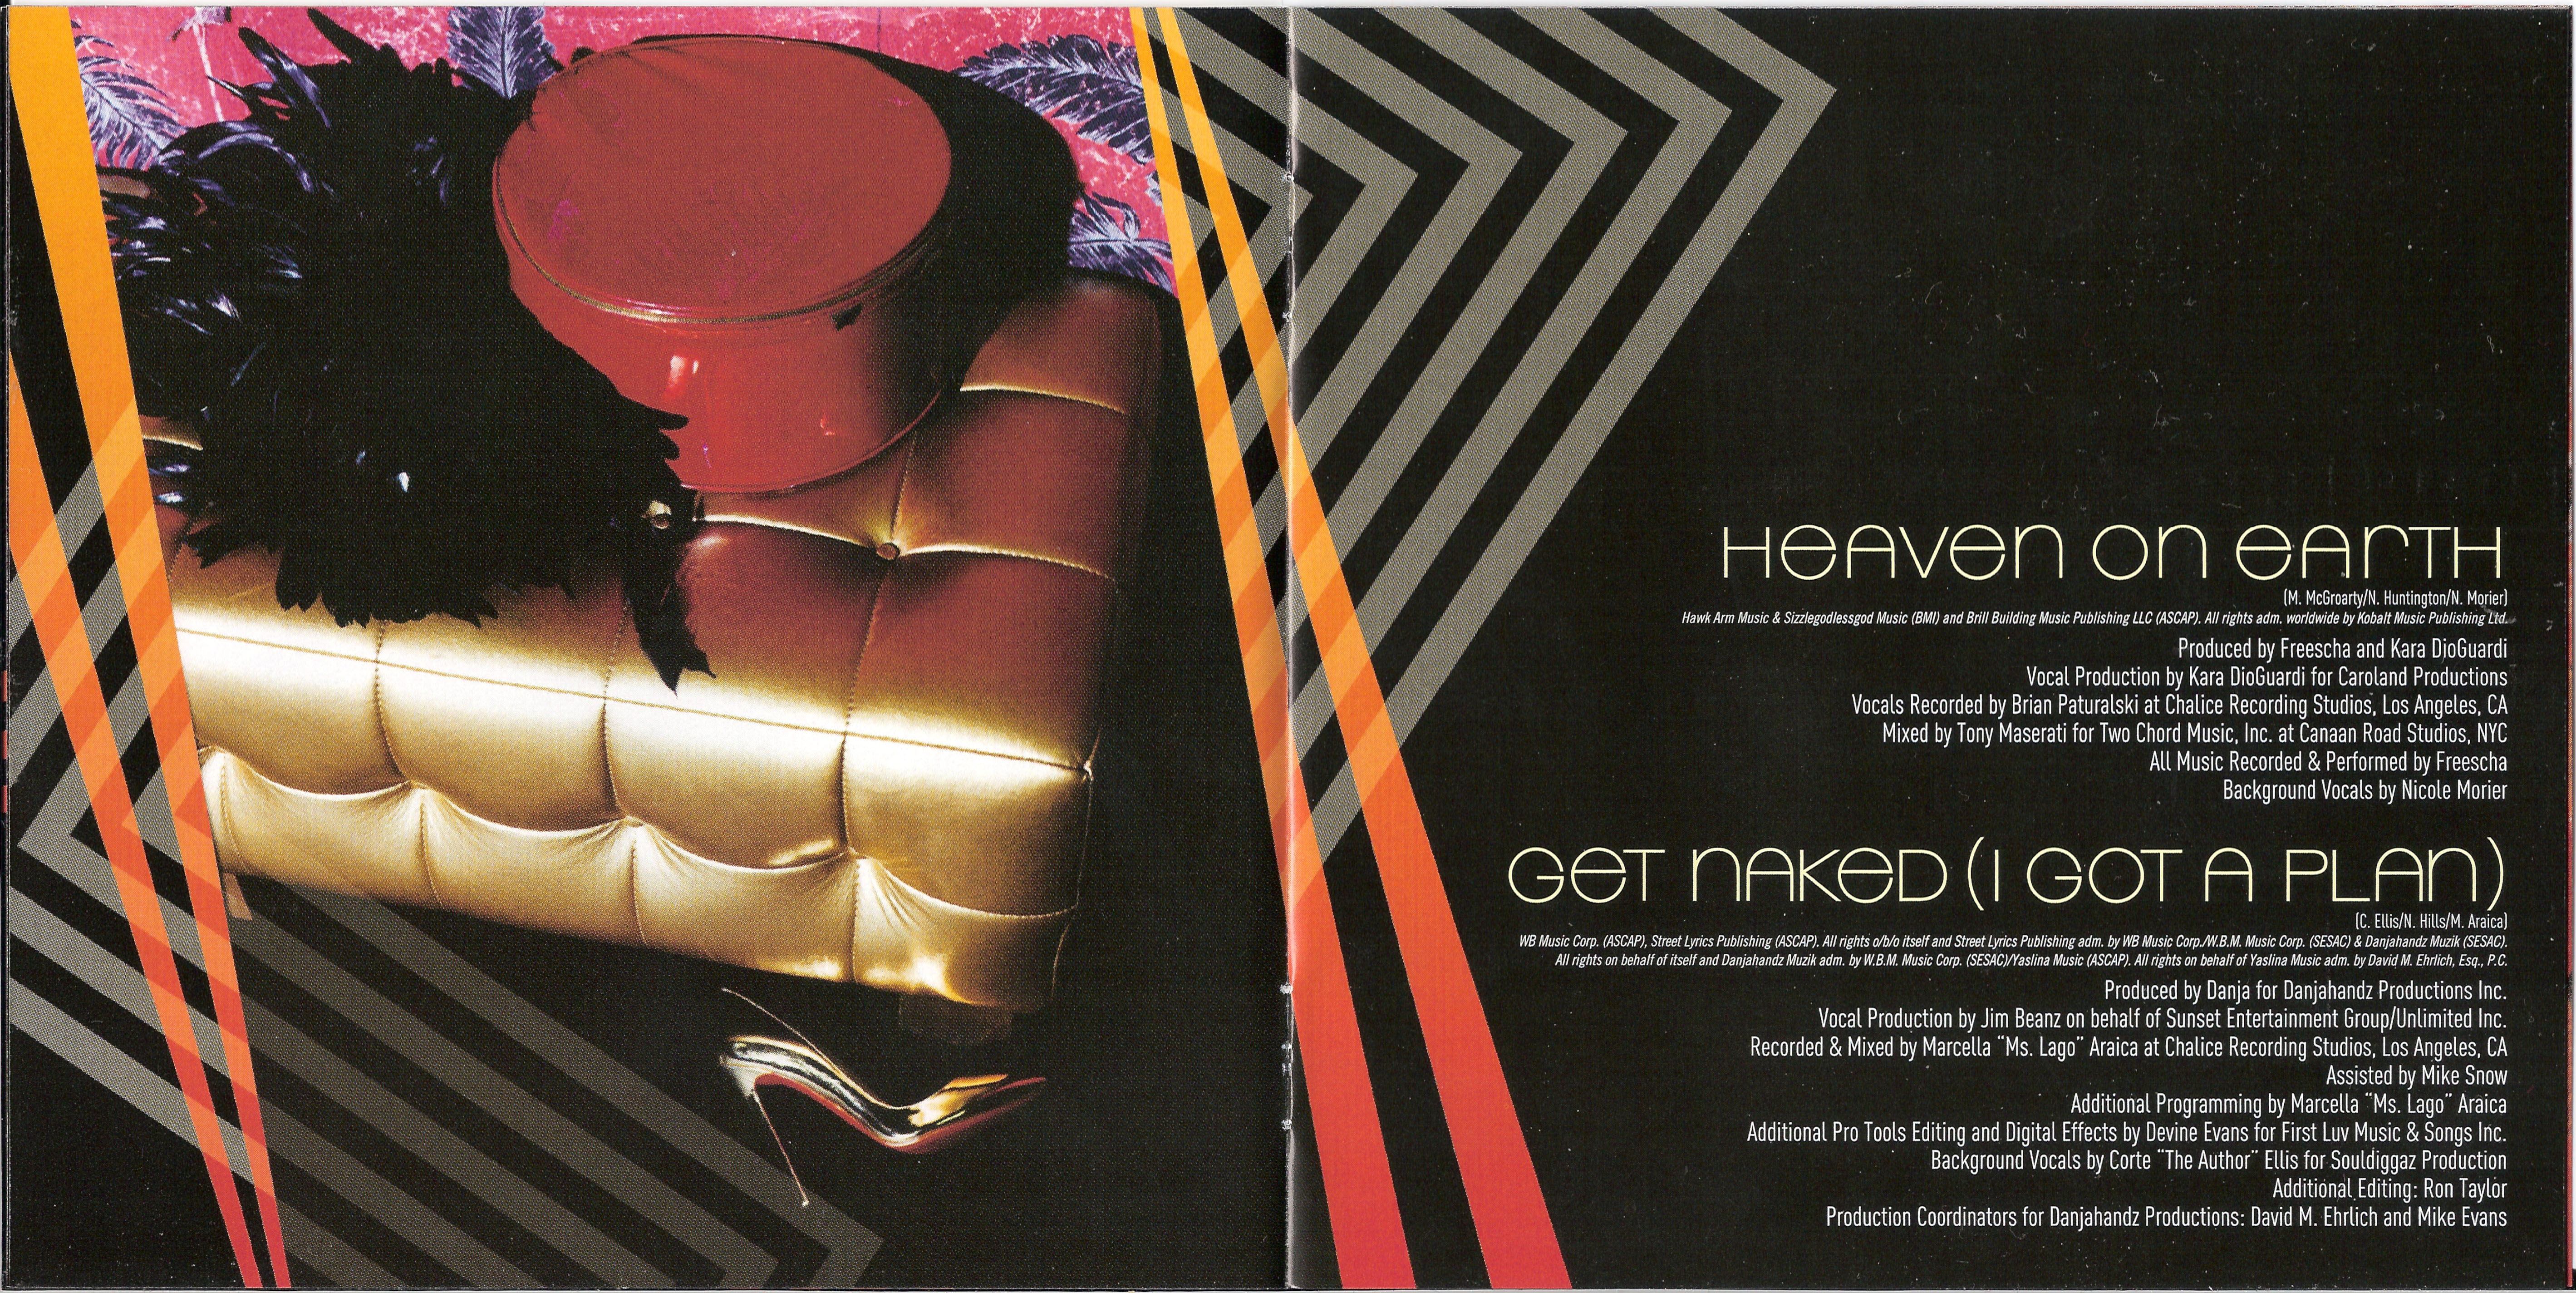 Heaven on Earth
(M. McGroarty/N. Huntington/N. Morier)
Hawk Arm Music & Sizzlegodlessgod Music (BMI) and Brill Building Music Publishing LLC (ASCAP). All rights adm. worldwide by Kobalt Music Publishing Ltd.
Produced by Freescha and Kara DioGuardi
Vocal Production by Kara DioGuardi for Caroland Productions
Vocals Recorded by Brian Paturalski at Chalice Recording Studios, Los Angeles, CA
Mixed by Tony Maserati for Two Chord Music, Inc. at Canaan Road Studios, NYC
All Music Recorded & Performed by Freescha
Background Vocals by Nicole Morier
Get Naked (I Got a Plan)
(C. Ellis/N. Hills/M. Araica)
WB Music Corp. (ASCAP), Street Lyrics Publishing (ASCAP). All rights o/b/o itself and Street Lyrics Publishing adm. by WB Music Corp./W.B.M. Music Corp. (SESAC) & Danjahandz Muzik (SESAC).
All rights on behalf of itself and Danjahandz Muzik adm. by W.B.M. Music Corp. (SESAC)/Yaslina Music (ASCAP). All rights on behalf of Yaslina Music adm. by David M. Ehrlich, Esq., P.C.
Produced by Danja for Danjahandz Productions Inc.
Vocal Production by Jim Beanz on behalf of Sunset Entertainment Group/Unlimited Inc.
Recorded & Mixed by Marcella "Ms. Lago" Araica at Chalice Recording Studios, Los Angeles, CA
Assisted by Mike Snow
Additional Programming by Marcella "Ms. Lago" Araica
Additional Pro Tools Editing and Digital Effects by Devine Evans for First Luv Music & Songs Inc.
Background Vocals by Corte "The Author" Ellis for Souldiggaz Production
Additional Editing: Ron Taylor
Production Coordinators for Danjahandz Productions: David M. Ehrlich and Mike Evans